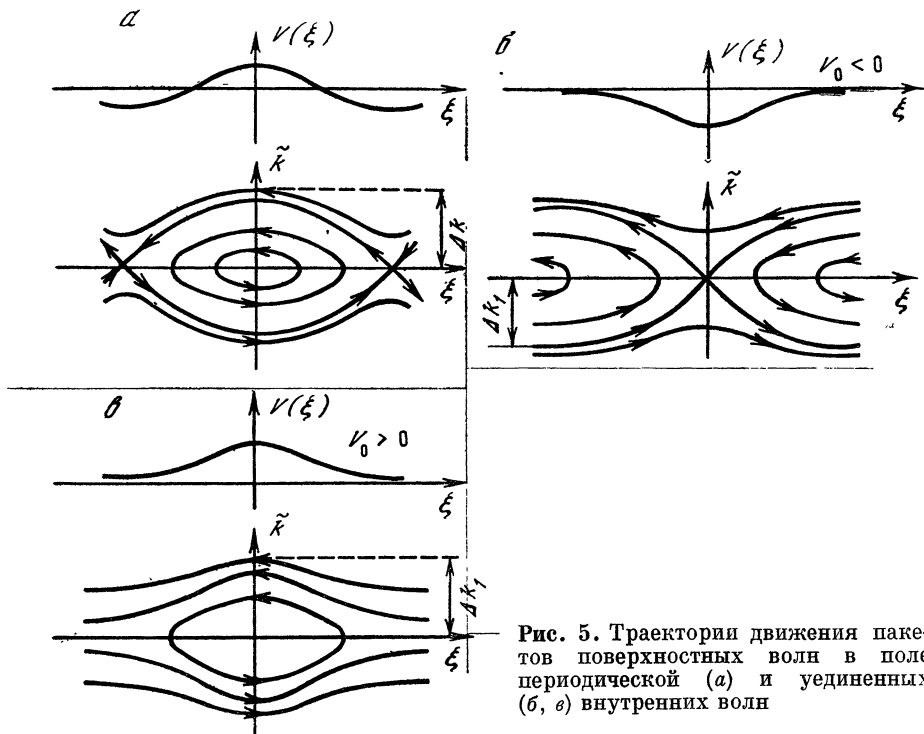 а
V(ξ)
ξ
k̃
Δk
ξ
б
V(ξ)
V₀ < 0
ξ
k̃
ξ
Δk₁
в
V(ξ)
V₀ > 0
ξ
k̃
Δk₁
ξ
Рис. 5. Траектории движения паке-
тов поверхностных волн в поле
периодической (а) и уединенных
(б, в) внутренних волн